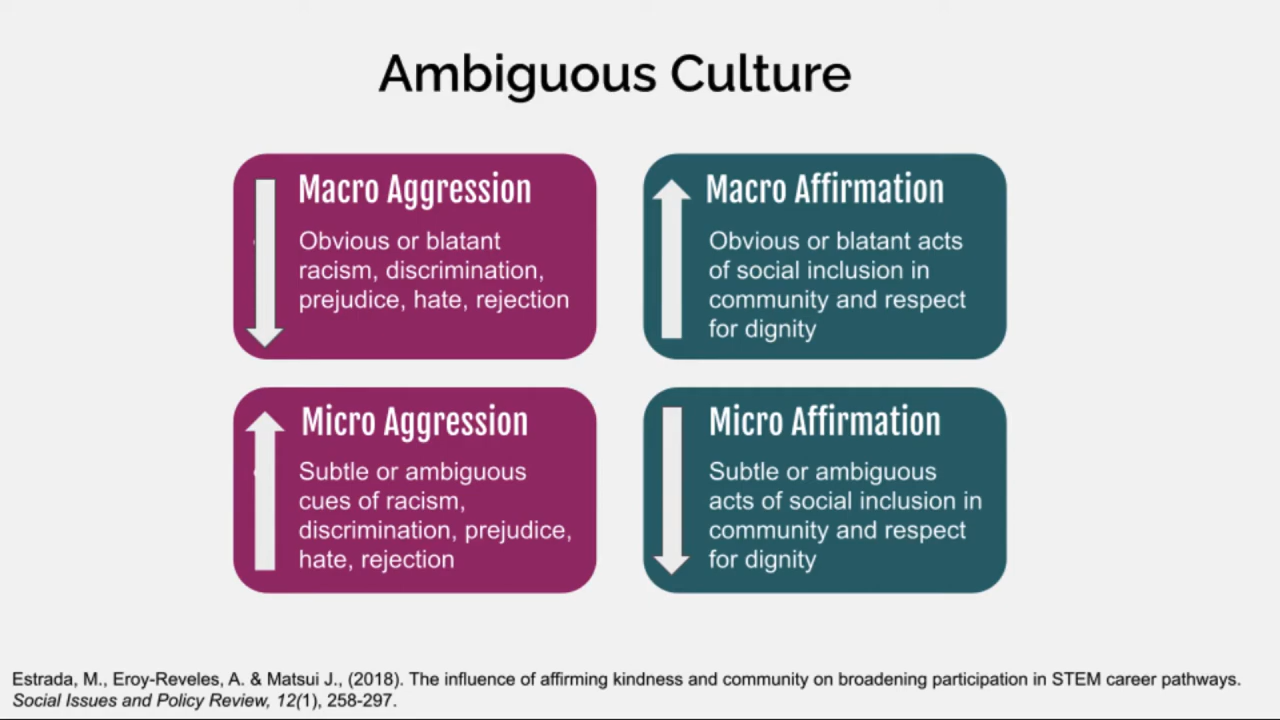 Ambiguous Culture
Macro Aggression
Obvious or blatant
racism, discrimination,
prejudice, hate, rejection
Macro Affirmation
Obvious or blatant acts
of social inclusion in
community and respect
for dignity
Micro Aggression
Subtle or ambiguous
cues of racism,
discrimination, prejudice,
hate, rejection
Micro Affirmation
Subtle or ambiguous
acts of social inclusion in
community and respect
for dignity
Estrada, M., Eroy-Reveles, A. & Matsui J., (2018). The influence of affirming kindness and community on broadening participation in STEM career pathways.
Social Issues and Policy Review, 12(1), 258-297.